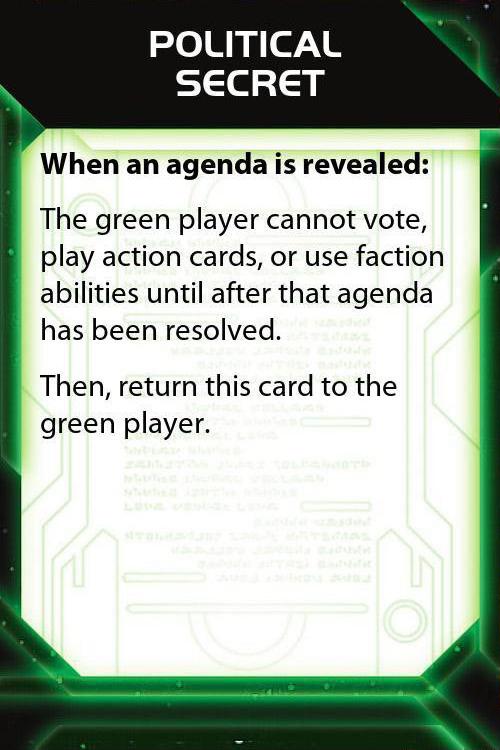 POLITICAL
SECRET
When an agenda is revealed:
The green player cannot vote,
play action cards, or use faction
abilities until after that agenda
has been resolved.
Then, return this card to the
green player.